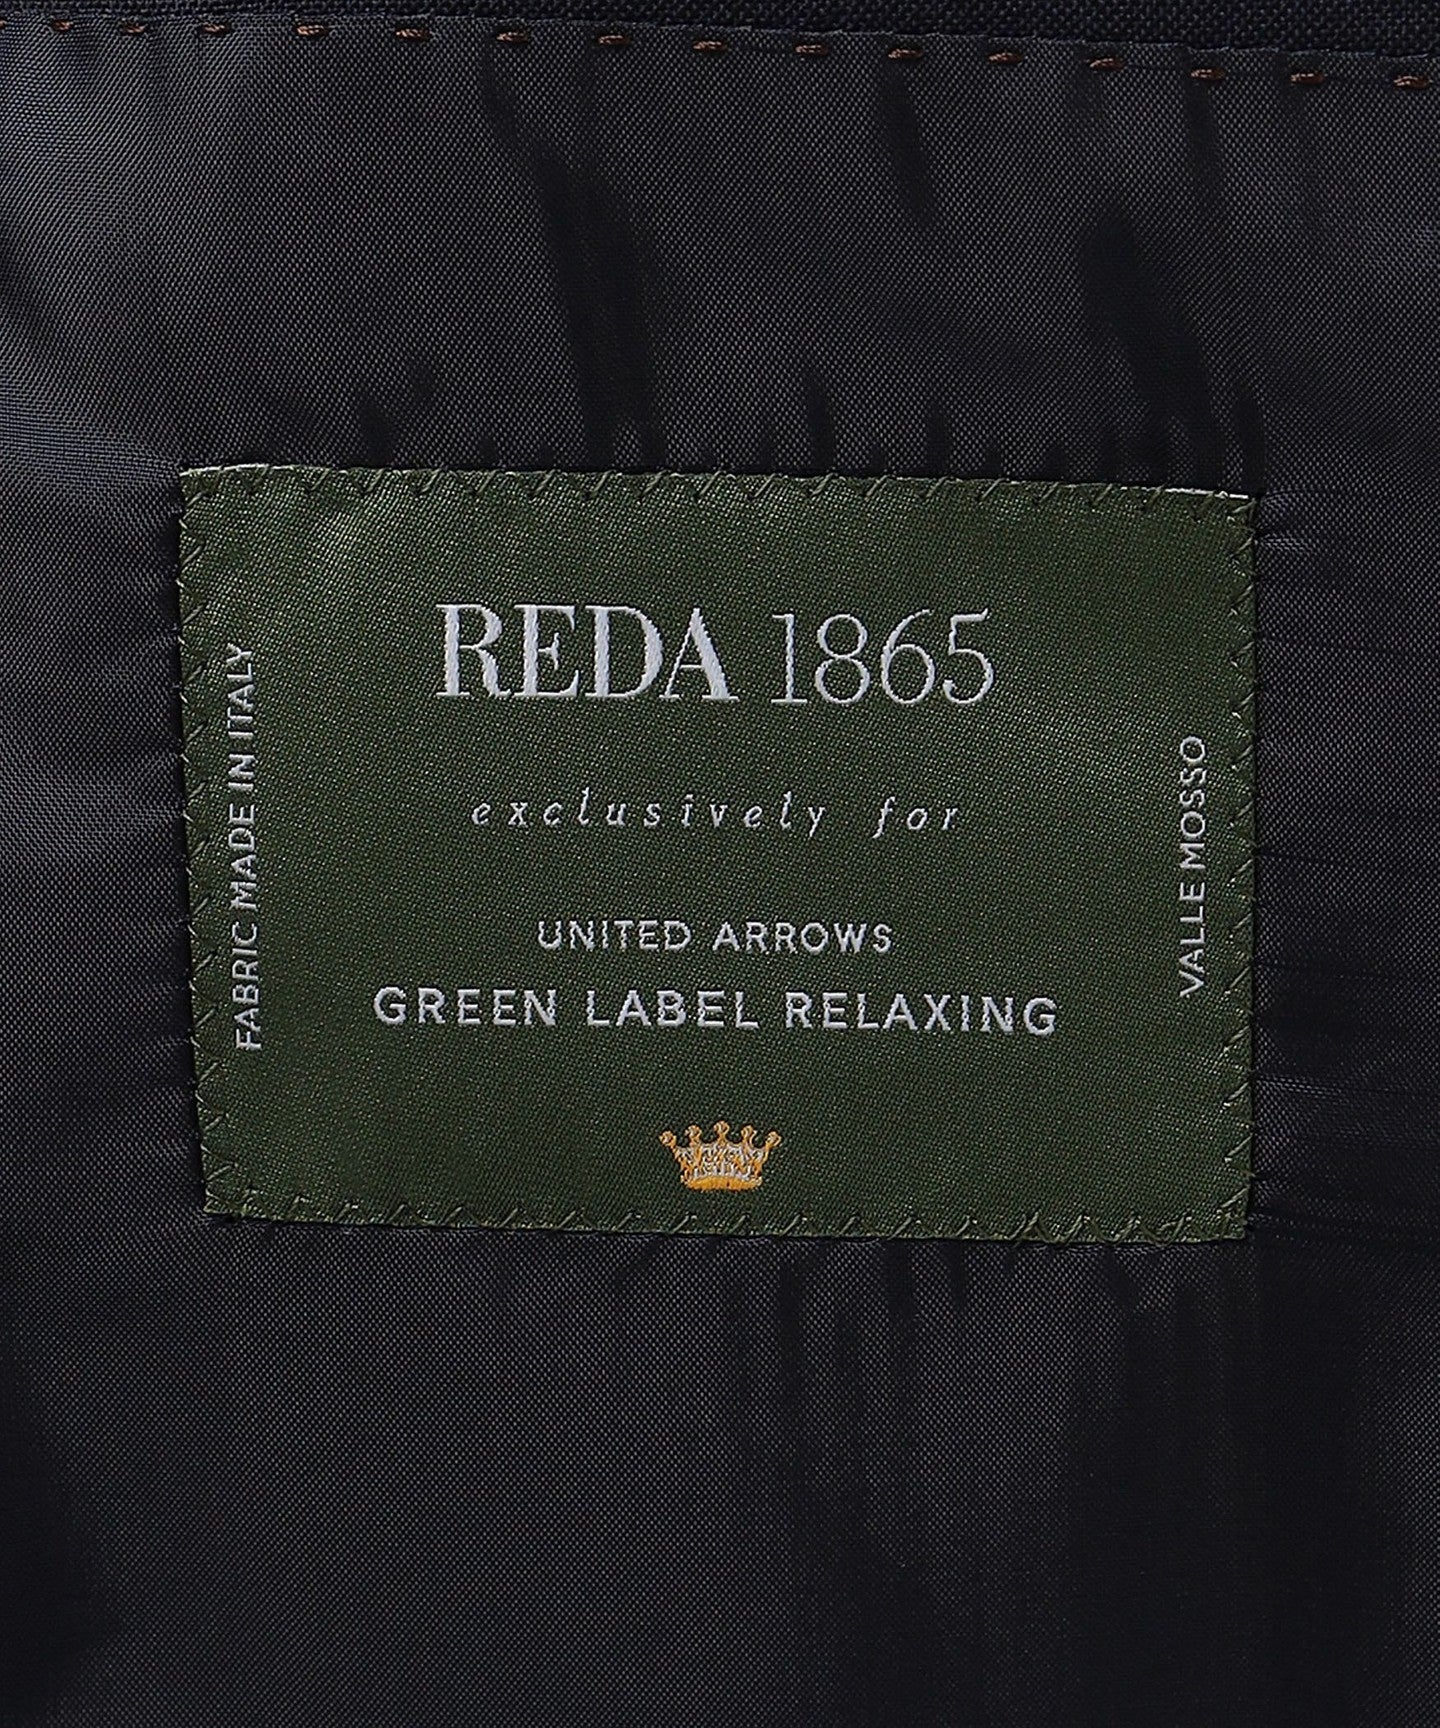 REDA 1865
exclusively for
UNITED ARROWS
GREEN LABEL RELAXING
FABRIC MADE IN ITALY
VALLE MOSSO